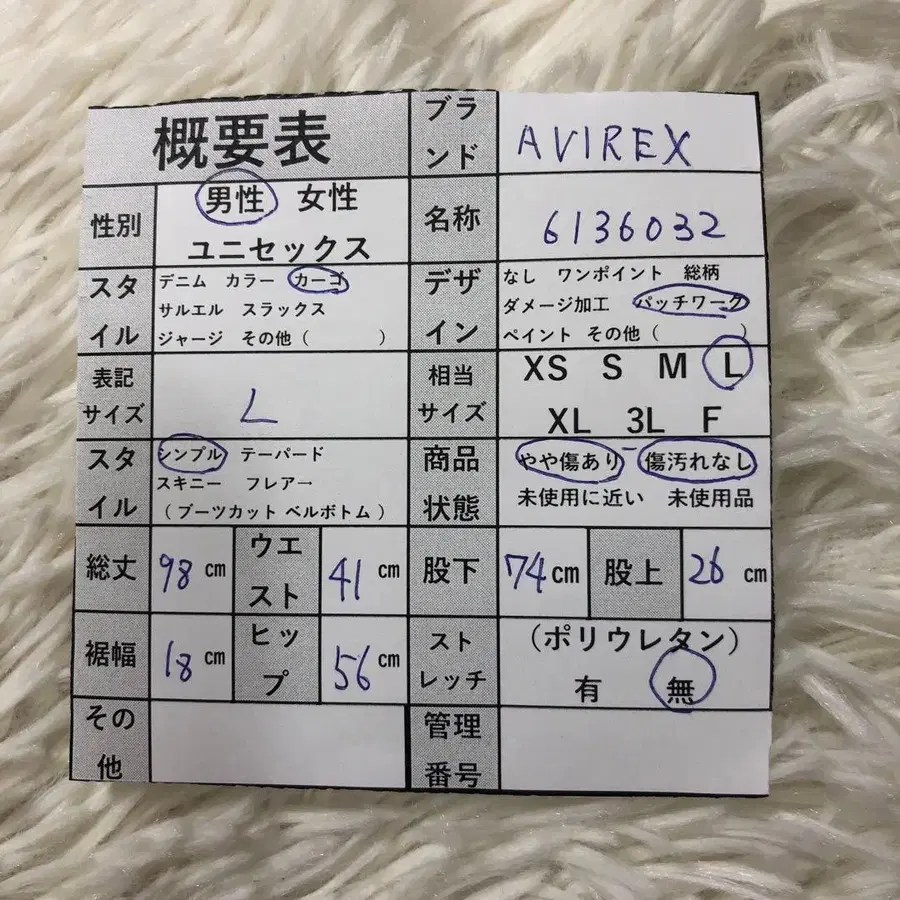 概要表
ブランド
AVIREX
性別
男性 女性
ユニセックス
名称
6136032
スタイル
デニム カラー カーゴ
サルエル スラックス
ジャージ その他( )
デザイン
なし ワンポイント 総柄
ダメージ加工 パッチワーク
ペイント その他( )
表記サイズ
L
相当サイズ
XS S M L
XL 3L F
スタイル
シンプル テーパード
スキニー フレアー
(ブーツカット ベルボトム)
商品状態
やや傷あり 傷汚れなし
未使用に近い 未使用品
総丈
98 cm
ウエスト
41 cm
股下
74 cm
股上
26 cm
裾幅
18 cm
ヒップ
56 cm
ストレッチ
(ポリウレタン)
有 無
その他
管理番号